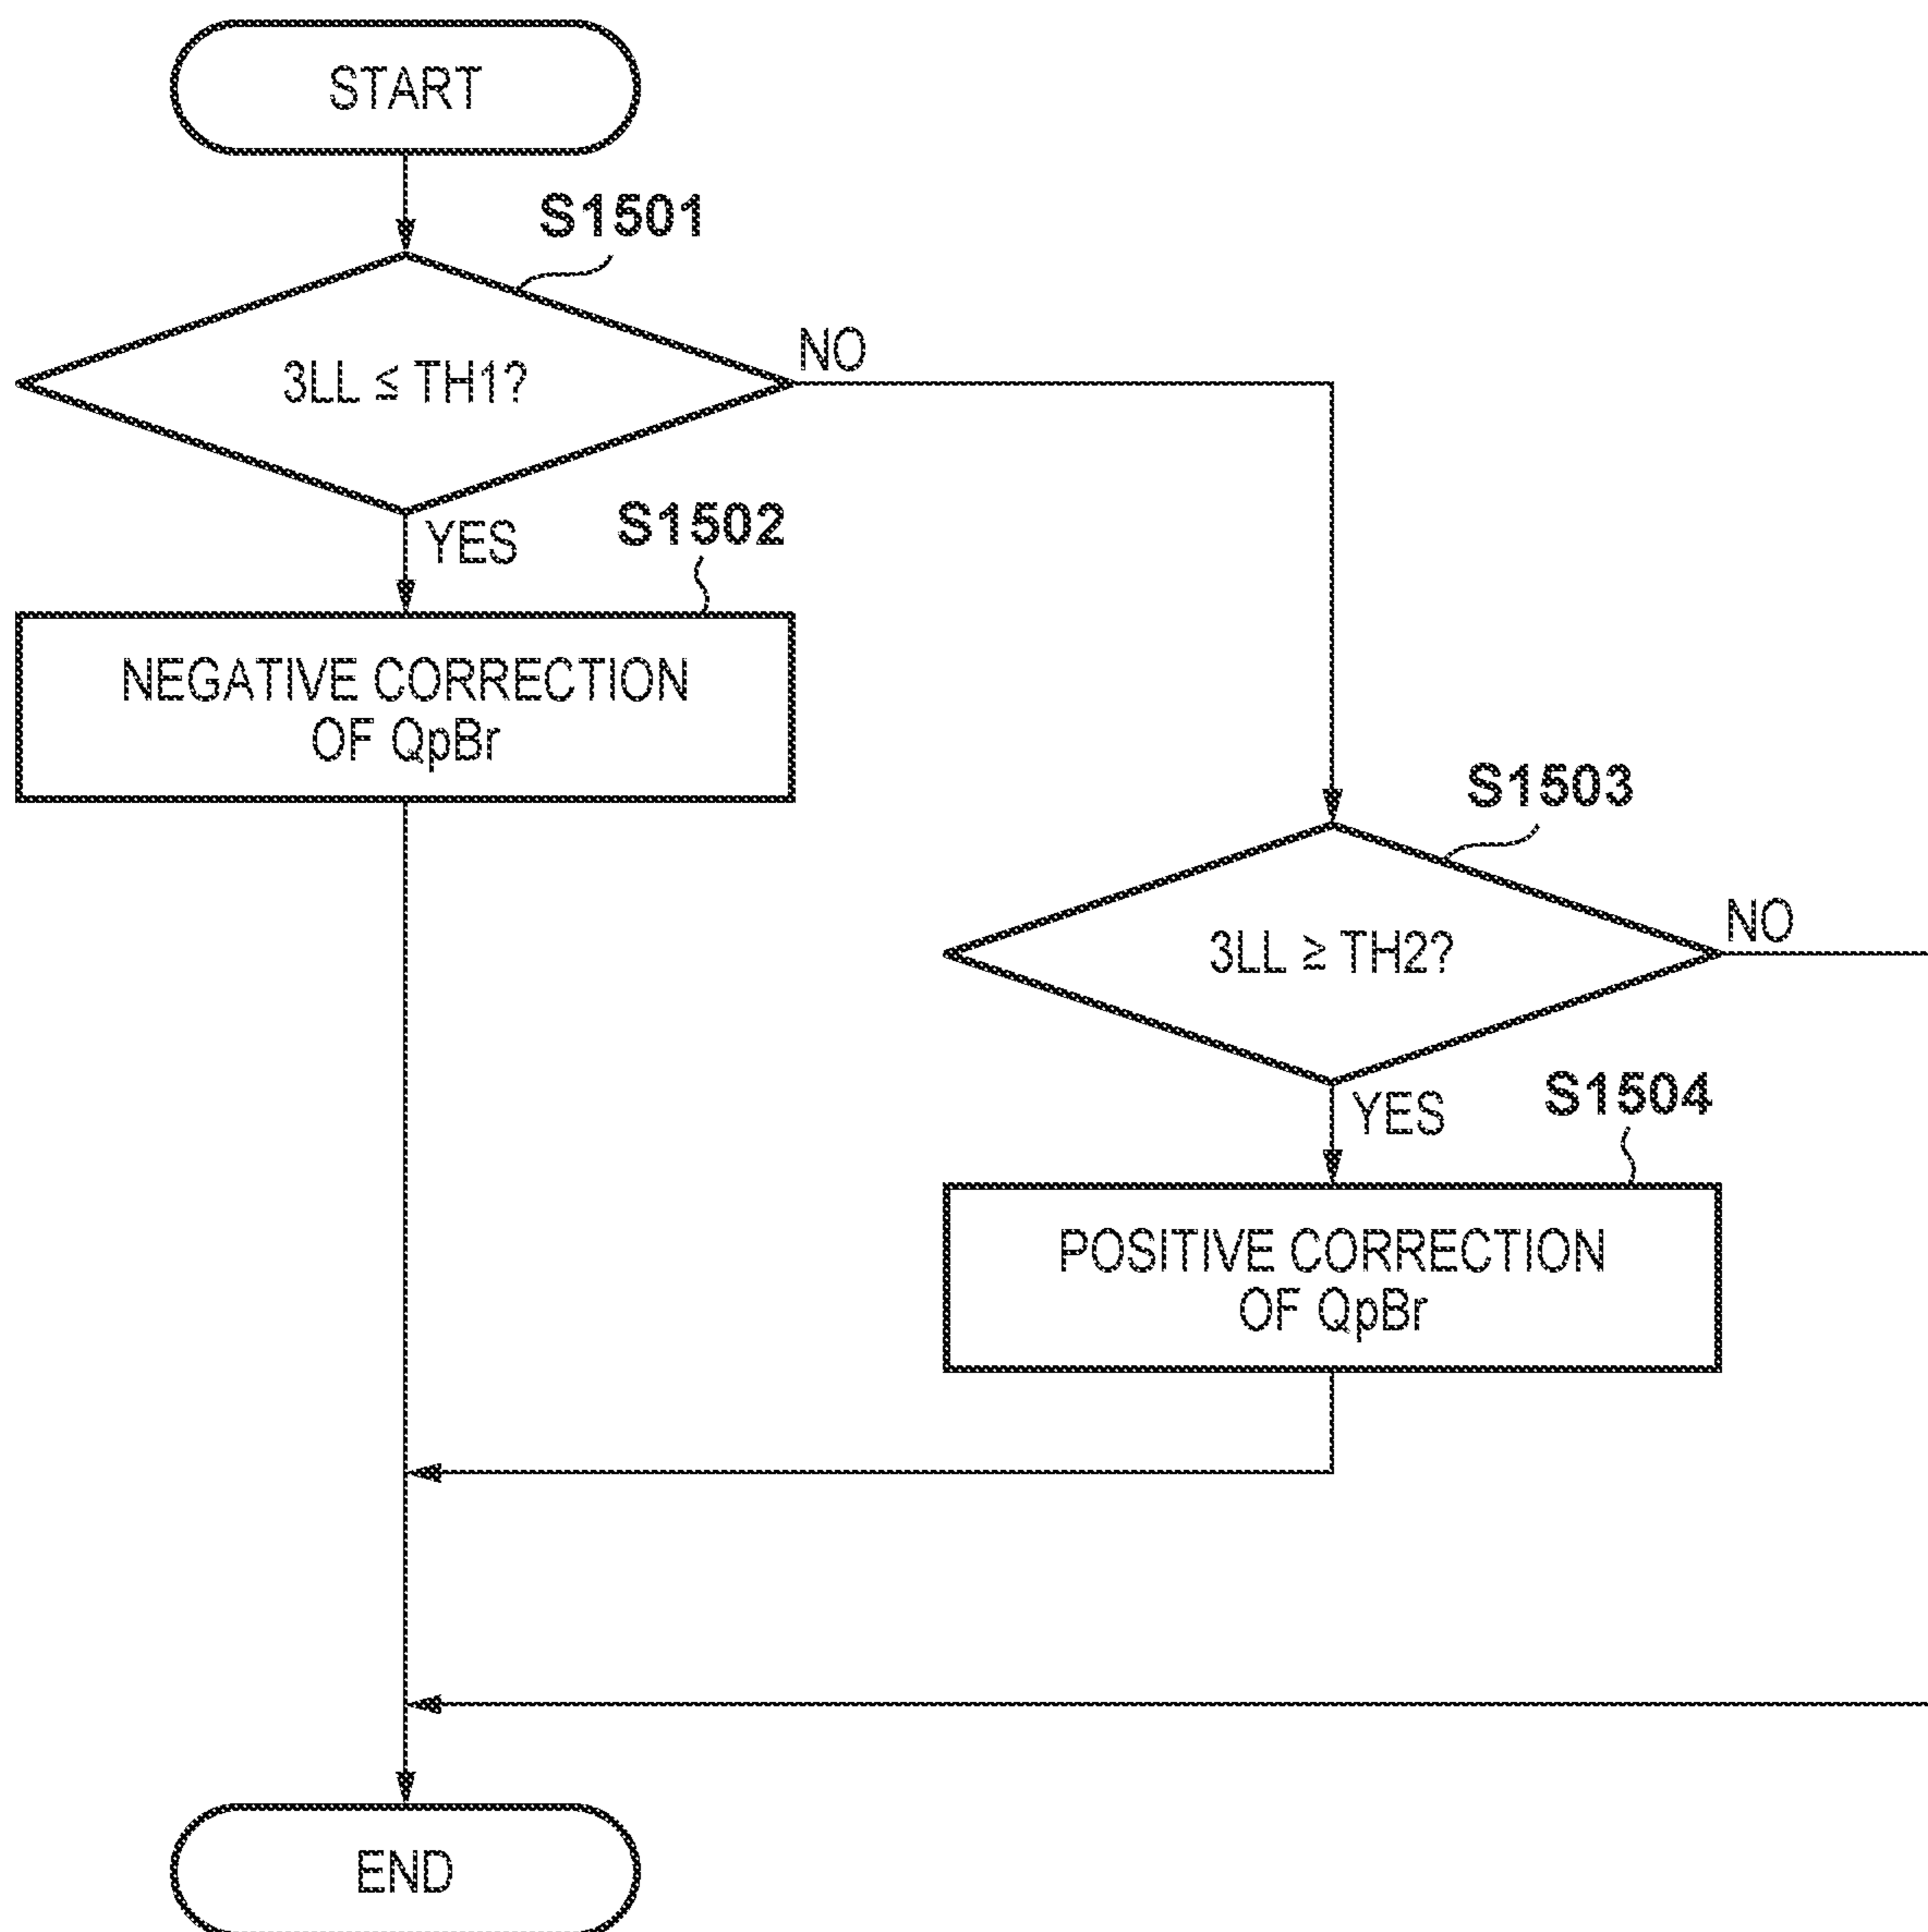 START
S1501
3LL ≤ TH1?
NO
YES
S1502
NEGATIVE CORRECTION
OF QpBr
S1503
3LL ≥ TH2?
NO
YES
S1504
POSITIVE CORRECTION
OF QpBr
END